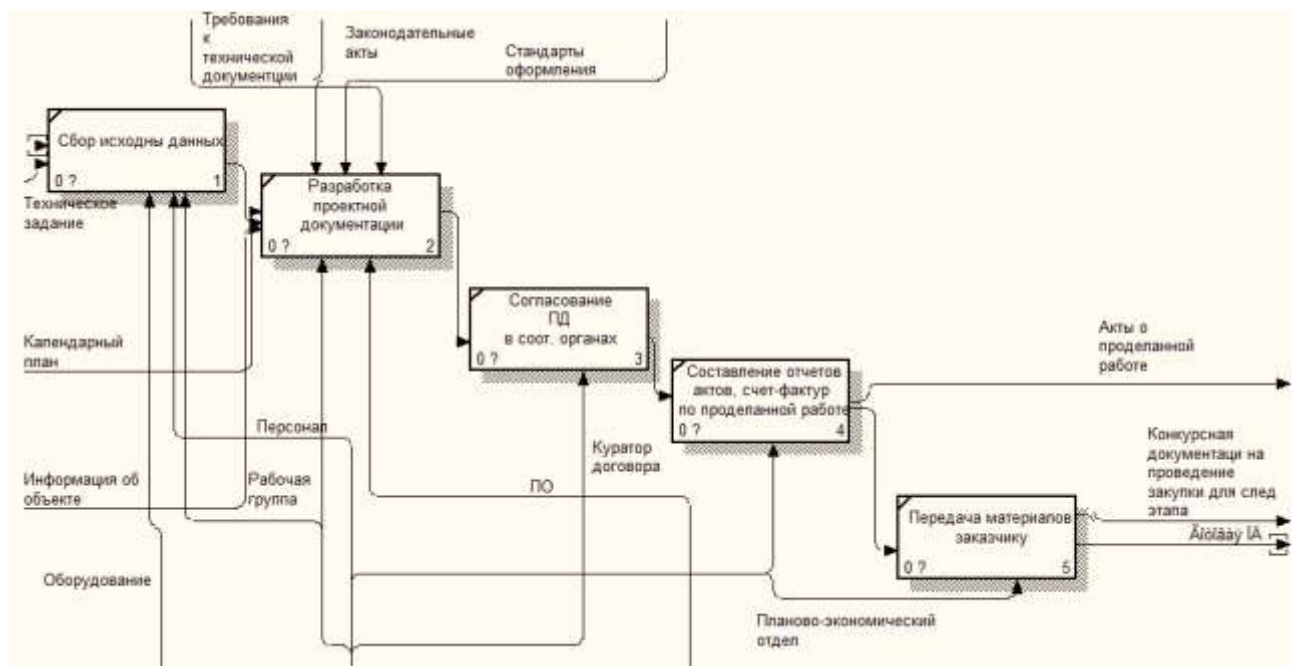 Требования
к
технической
документции
Законодательные
акты
Стандарты
оформления
Сбор исходны данных
0 ?
1
Техническое
задание
Разработка
проектной
документации
0 ?
2
Согласование
ПД
в соот. органах
0 ?
3
Календарный
план
Акты о
проделанной
работе
Составление отчетов
актов, счет-фактур
по проделанной работе
0 ?
4
Персонал
Куратор
договора
Конкурсная
документаци на
проведение
закупки для след
этапа
Информация об
объекте
Рабочая
группа
ПО
Передача материалов
заказчику
0 ?
5
Ãîòîâàÿ ÏÄ
Оборудование
Планово-экономический
отдел